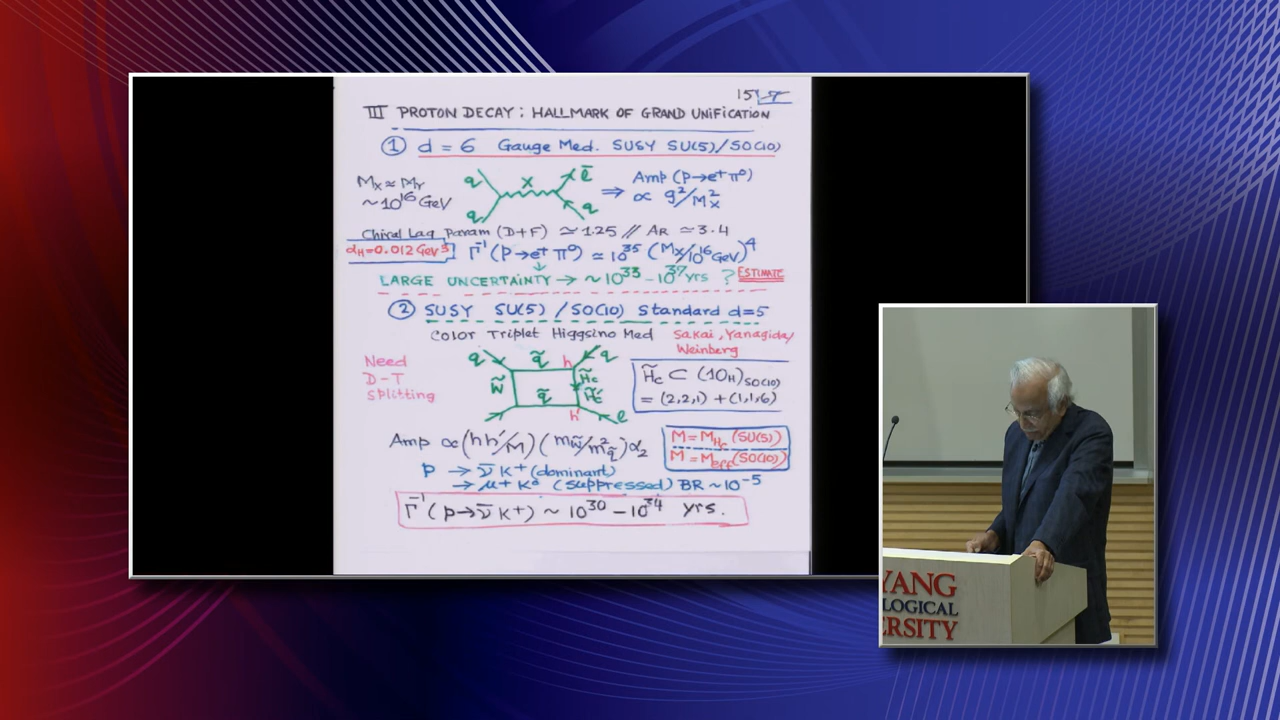 15
III PROTON DECAY: HALLMARK OF GRAND UNIFICATION
① d = 6 Gauge Med. SUSY SU(5)/SO(10)
Mx ≈ MY
~10^16 GeV
q q X ē q
⇒ Amp (p→e+π⁰)
∝ g²/Mx²
Chiral Lag Param (D+F) ≃ 1.25 // AR ≃ 3.4
αH=0.012 GeV³ Γ⁻¹(p→e+π⁰) ≃ 10^35 (Mx/10^16 GeV)^4
LARGE UNCERTAINTY → ~10^33 – 10^37 yrs ? ESTIMATE
② SUSY SU(5) / SO(10) Standard d=5
Color Triplet Higgsino Med Sakai, Yanagida/
Weinberg
Need
D-T
Splitting
q q̃ h q
W̃ q̃ H̃c H̃c'
h' l
H̃c ⊂ (10H)SO(10)
= (2,2,1) + (1,1,6)
Amp ∝ (hh'/M) (mW̃/m²q̃) α2
M = MHc (SU(5))
M = Meff (SO(10))
p → ν̄ K+ (dominant)
→ μ+ K⁰ (suppressed) BR ~ 10^-5
Γ⁻¹ (p→ν̄ K+) ~ 10^30 – 10^34 yrs.
YANG
LOGICAL
ERSITY